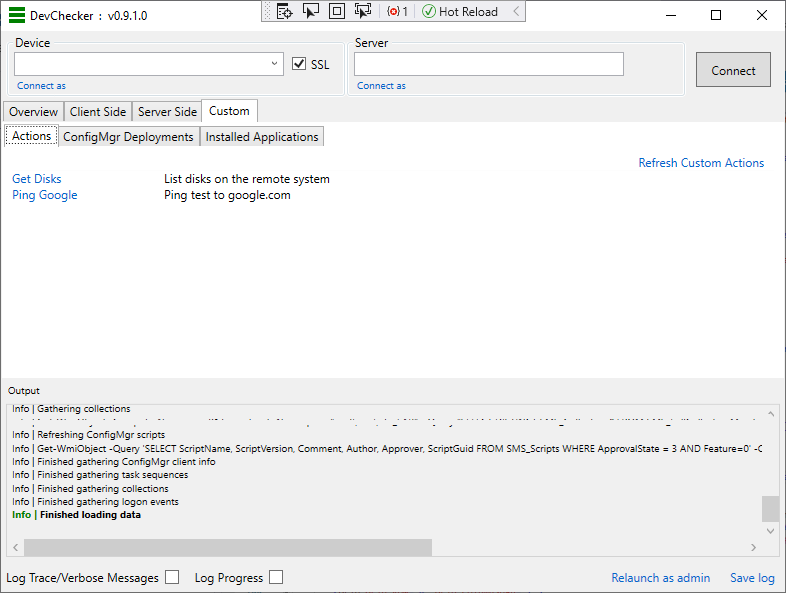 DevChecker : v0.9.1.0
1
Hot Reload
Device
Server
SSL
Connect
Connect as
Connect as
Overview
Client Side
Server Side
Custom
Actions
ConfigMgr Deployments
Installed Applications
Refresh Custom Actions
Get Disks
List disks on the remote system
Ping Google
Ping test to google.com
Output
Info | Gathering collections
Info | Refreshing ConfigMgr scripts
Info | Get-WmiObject -Query 'SELECT ScriptName, ScriptVersion, Comment, Author, Approver, ScriptGuid FROM SMS_Scripts WHERE ApprovalState = 3 AND Feature=0' -C
Info | Finished gathering ConfigMgr client info
Info | Finished gathering task sequences
Info | Finished gathering collections
Info | Finished gathering logon events
Info | Finished loading data
Log Trace/Verbose Messages
Log Progress
Relaunch as admin
Save log